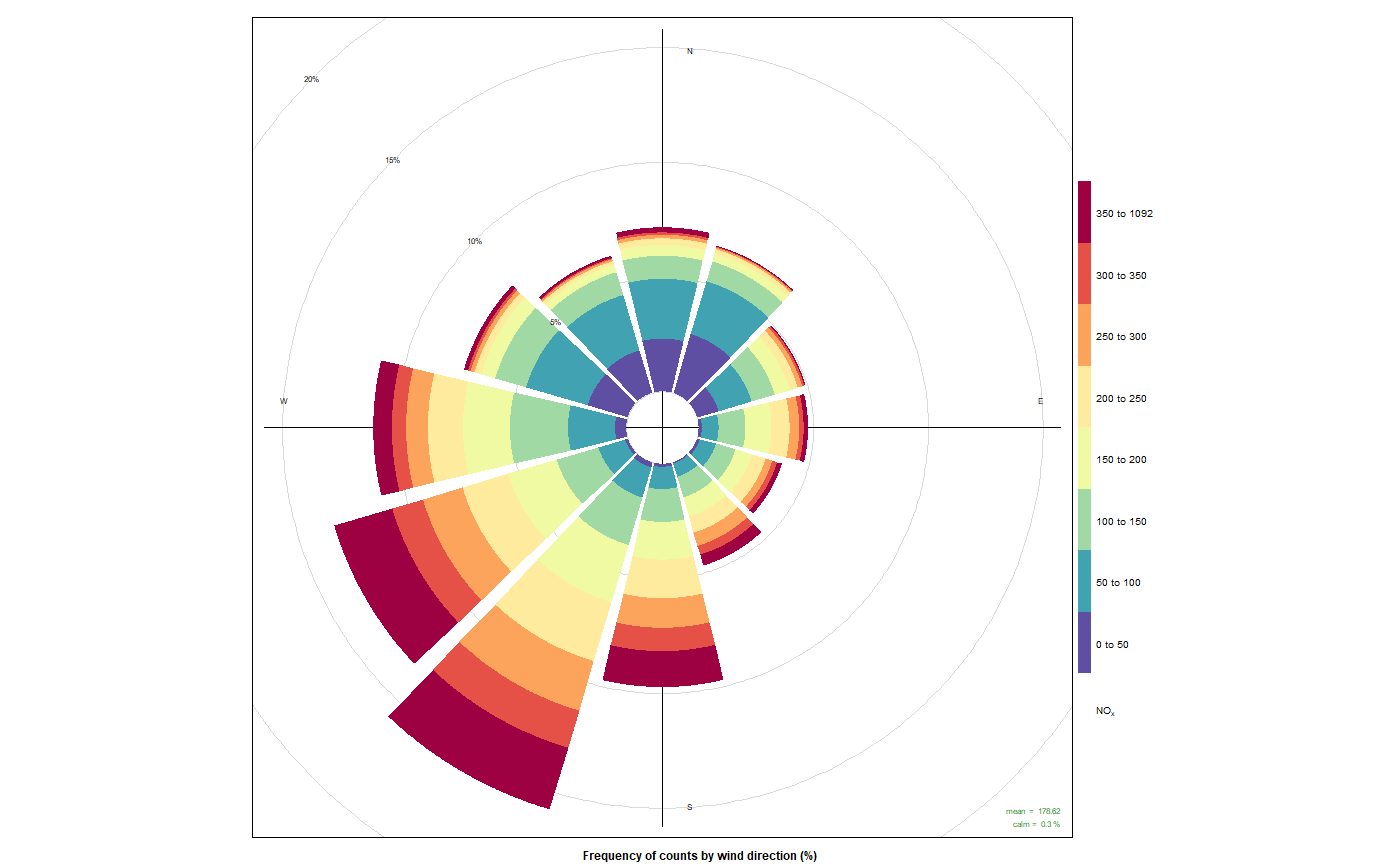 N
20%
15%
10%
5%
W
E
S
350 to 1092
300 to 350
250 to 300
200 to 250
150 to 200
100 to 150
50 to 100
0 to 50
NOₓ
mean = 178.62
calm = 0.3 %
Frequency of counts by wind direction (%)